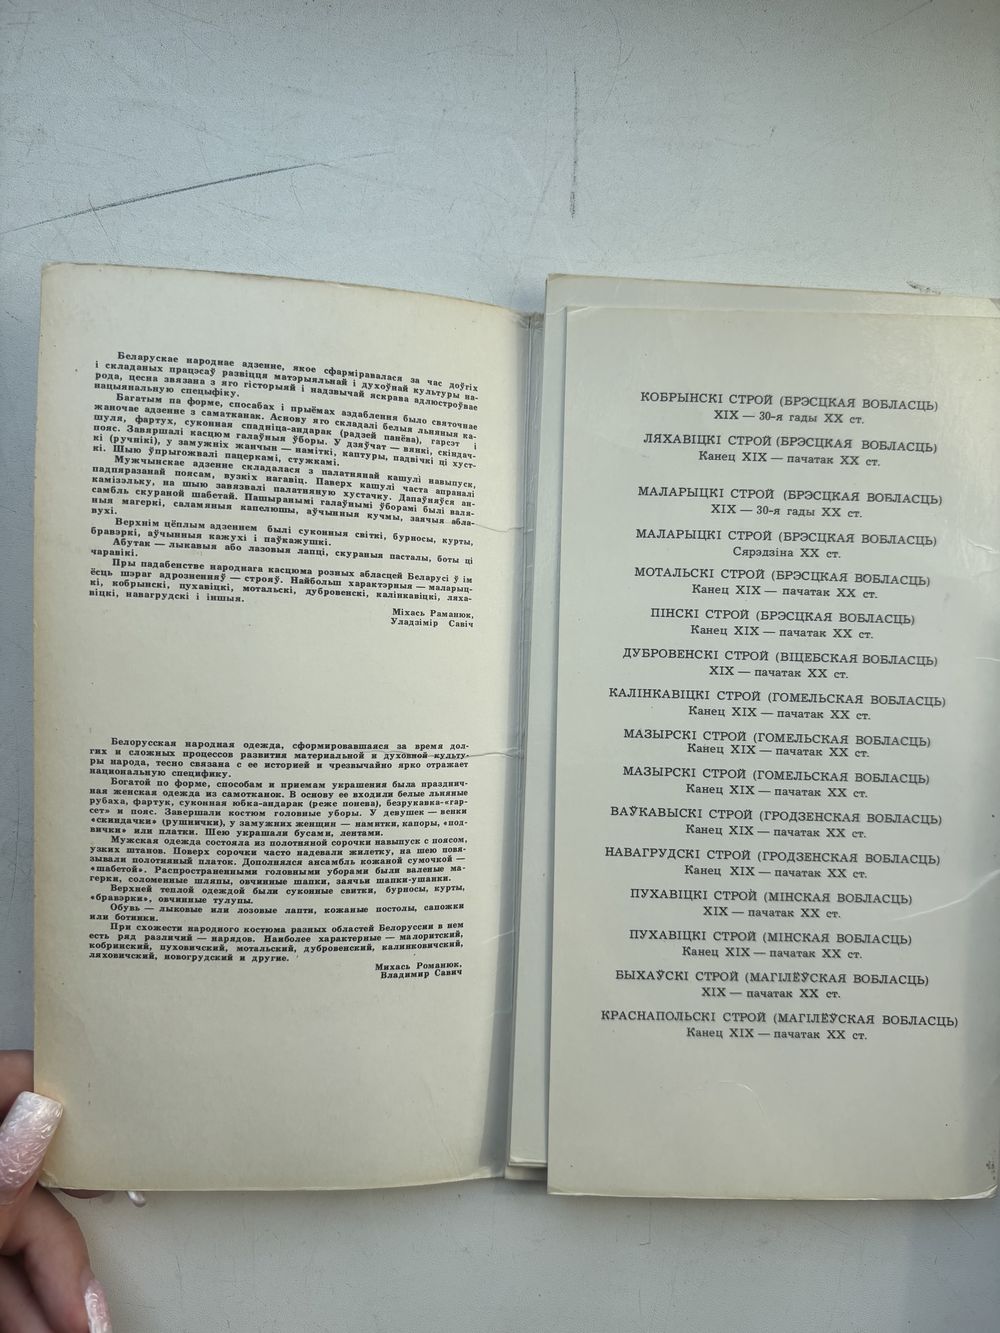 Беларускае народнае адзенне, якое сфарміравалася за час доўгіх
і складаных працэсаў развіцця матэрыяльнай і духоўнай культуры на-
рода, цесна звязана з яго гісторыяй і надзвычай яскрава адлюстроўвае
нацыянальную спецыфіку.
Багатым па форме, спосабах і прыёмах аздаблення было святочнае
жаночае адзенне з саматканак. Аснову яго складалі белыя льняныя ка-
шуля, фартух, суконная спадніца-андарак (радзей панёва), гарсэт і
пояс. Завяршалі касцюм галаўныя ўборы. У дзяўчат — вянкі, скіндач-
кі (ручнікі), у замужніх жанчын — наміткі, каптуры, падвічкі ці хуст-
кі. Шыю ўпрыгожвалі пацеркамі, стужкамі.
Мужчынскае адзенне складалася з палатнянай кашулі навыпуск,
падпяразанай поясам, вузкіх нагавіц. Паверх кашулі часта апраналі
камізэльку, на шыю завязвалі палатняную хустачку. Дапаўняўся ан-
самбль скураной шабетай. Пашыранымі галаўнымі ўборамі былі валя-
ныя магеркі, саламяныя капелюшы, аўчынныя кучмы, заячыя абла-
вухі.
Верхнім цёплым адзеннем былі суконныя світкі, бурносы, курты,
бравэркі, аўчынныя кажухі і паўкажушкі.
Абутак — лыкавыя або лазовыя лапці, скураныя пасталы, боты ці
чаравікі.
Пры падабенстве народнага касцюма розных абласцей Беларусі ў ім
ёсць шэраг адрозненняў — строяў. Найбольш характэрныя — маларыц-
кі, кобрынскі, пухавіцкі, мотальскі, дубровенскі, калінкавіцкі, ляха-
віцкі, навагрудскі і іншыя.
Міхась Раманюк,
Уладзімір Савіч
Белорусская народная одежда, сформировавшаяся за время дол-
гих и сложных процессов развития материальной и духовной культу-
ры народа, тесно связана с ее историей и чрезвычайно ярко отражает
национальную специфику.
Богатой по форме, способам и приемам украшения была празднич-
ная женская одежда из самотканок. В основу ее входили белые льняные
рубаха, фартук, суконная юбка-андарак (реже понева), безрукавка-«гар-
сет» и пояс. Завершали костюм головные уборы. У девушек — венки
«скиндачки» (рушнички), у замужних женщин — намитки, капоры, «под-
вички» или платки. Шею украшали бусами, лентами.
Мужская одежда состояла из полотняной сорочки навыпуск с поясом,
узких штанов. Поверх сорочки часто надевали жилетку, на шею повя-
зывали полотняный платок. Дополнялся ансамбль кожаной сумочкой —
«шабетой». Распространенными головными уборами были валеные ма-
герки, соломенные шляпы, овчинные шапки, заячьи шапки-ушанки.
Верхней теплой одеждой были суконные свитки, бурносы, курты,
«бравэрки», овчинные тулупы.
Обувь — лыковые или лозовые лапти, кожаные постолы, сапожки
или ботинки.
При схожести народного костюма разных областей Белоруссии в нем
есть ряд различий — нарядов. Наиболее характерные — малоритский,
кобринский, пуховичский, мотальский, дубровенский, калинковичский,
ляховичский, новогрудский и другие.
Михась Романюк,
Владимир Савич
КОБРЫНСКІ СТРОЙ (БРЭСЦКАЯ ВОБЛАСЦЬ)
XIX — 30-я гады XX ст.
ЛЯХАВІЦКІ СТРОЙ (БРЭСЦКАЯ ВОБЛАСЦЬ)
Канец XIX — пачатак XX ст.
МАЛАРЫЦКІ СТРОЙ (БРЭСЦКАЯ ВОБЛАСЦЬ)
XIX — 30-я гады XX ст.
МАЛАРЫЦКІ СТРОЙ (БРЭСЦКАЯ ВОБЛАСЦЬ)
Сярэдзіна XX ст.
МОТАЛЬСКІ СТРОЙ (БРЭСЦКАЯ ВОБЛАСЦЬ)
Канец XIX — пачатак XX ст.
ПІНСКІ СТРОЙ (БРЭСЦКАЯ ВОБЛАСЦЬ)
Канец XIX — пачатак XX ст.
ДУБРОВЕНСКІ СТРОЙ (ВІЦЕБСКАЯ ВОБЛАСЦЬ)
XIX — пачатак XX ст.
КАЛІНКАВІЦКІ СТРОЙ (ГОМЕЛЬСКАЯ ВОБЛАСЦЬ)
Канец XIX — пачатак XX ст.
МАЗЫРСКІ СТРОЙ (ГОМЕЛЬСКАЯ ВОБЛАСЦЬ)
Канец XIX — пачатак XX ст.
МАЗЫРСКІ СТРОЙ (ГОМЕЛЬСКАЯ ВОБЛАСЦЬ)
Канец XIX — пачатак XX ст.
ВАЎКАВЫСКІ СТРОЙ (ГРОДЗЕНСКАЯ ВОБЛАСЦЬ)
Канец XIX — пачатак XX ст.
НАВАГРУДСКІ СТРОЙ (ГРОДЗЕНСКАЯ ВОБЛАСЦЬ)
Канец XIX — пачатак XX ст.
ПУХАВІЦКІ СТРОЙ (МІНСКАЯ ВОБЛАСЦЬ)
XIX — пачатак XX ст.
ПУХАВІЦКІ СТРОЙ (МІНСКАЯ ВОБЛАСЦЬ)
Канец XIX — пачатак XX ст.
БЫХАЎСКІ СТРОЙ (МАГІЛЁЎСКАЯ ВОБЛАСЦЬ)
XIX — пачатак XX ст.
КРАСНАПОЛЬСКІ СТРОЙ (МАГІЛЁЎСКАЯ ВОБЛАСЦЬ)
Канец XIX — пачатак XX ст.